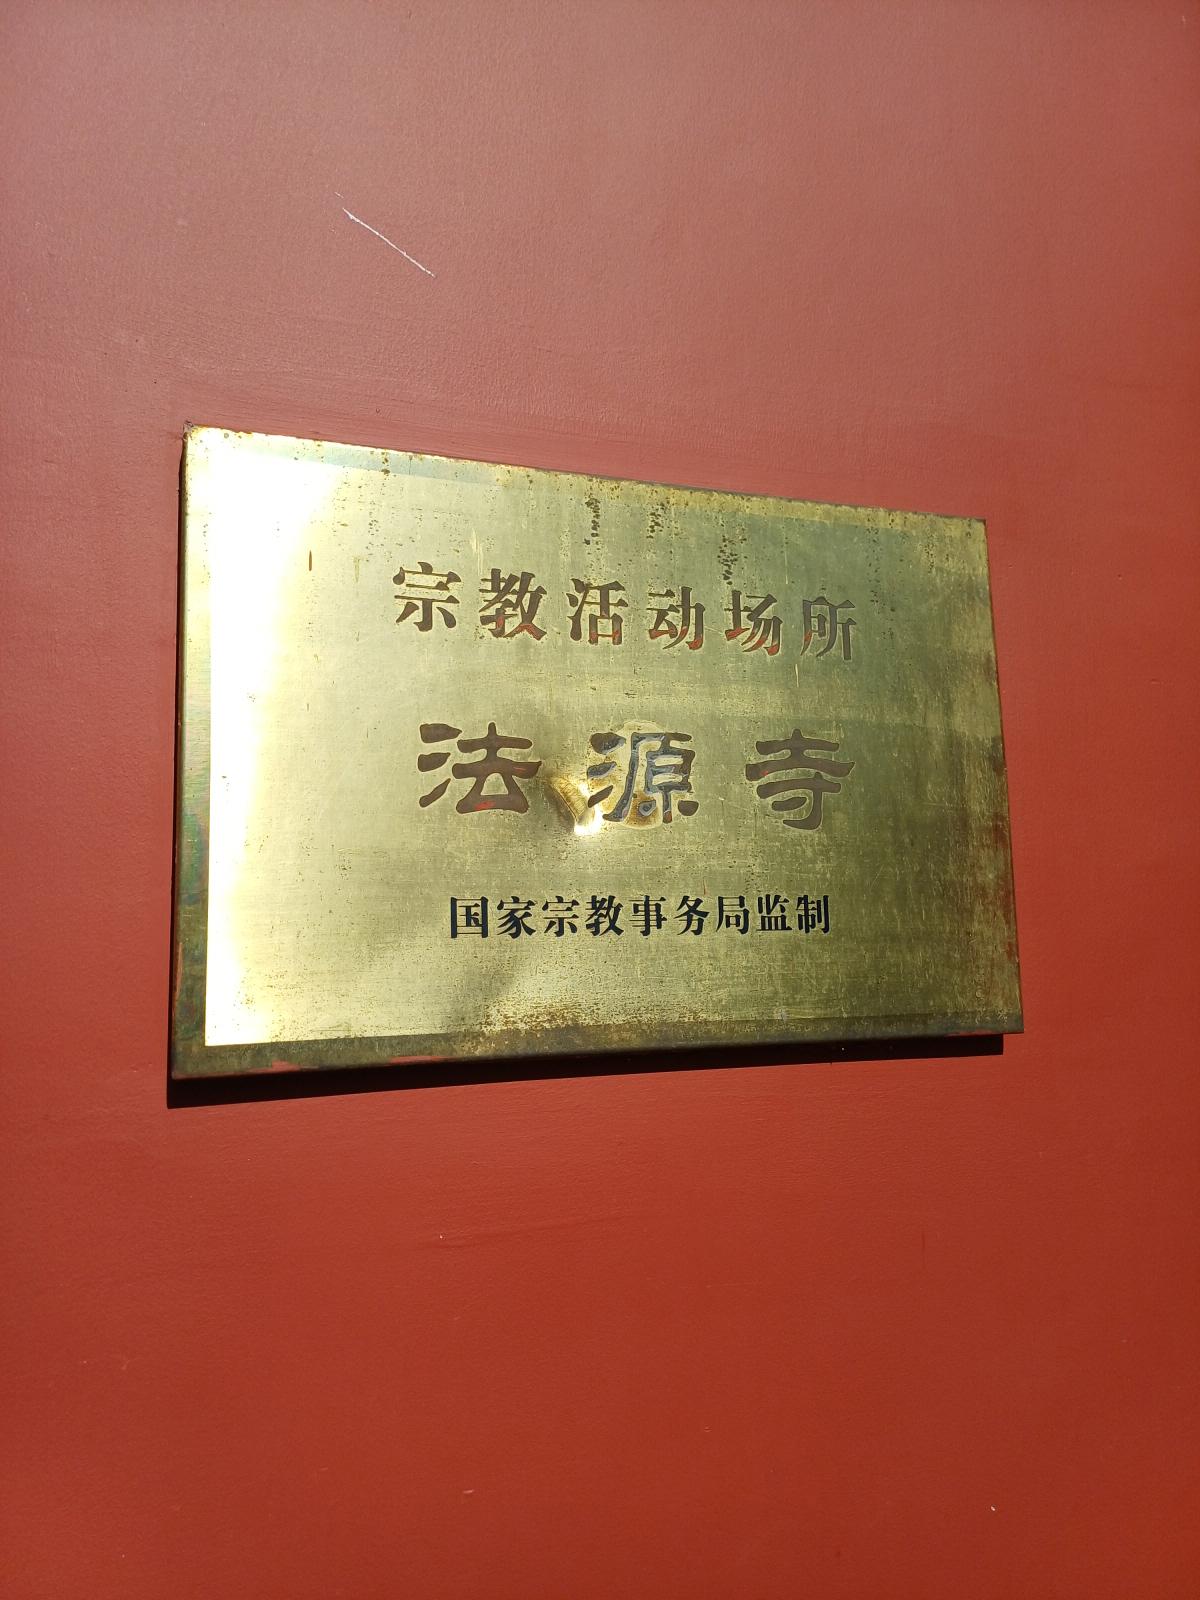 宗教活动场所
法源寺
国家宗教事务局监制